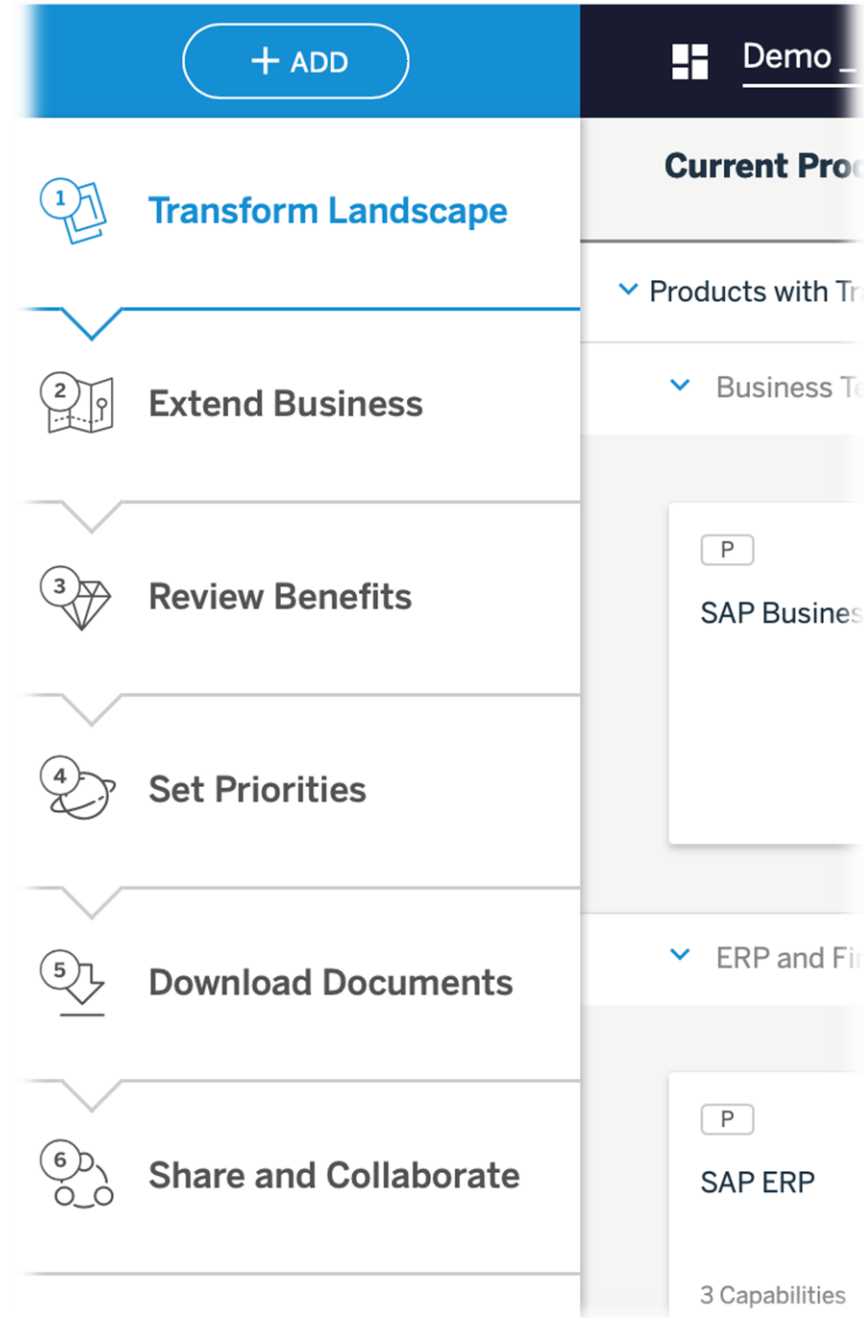 + ADD
1
Transform Landscape
2
Extend Business
3
Review Benefits
4
Set Priorities
5
Download Documents
6
Share and Collaborate
Demo _
Current Pro
Products with Tr
Business Te
P
SAP Busines
ERP and Fi
P
SAP ERP
3 Capabilities